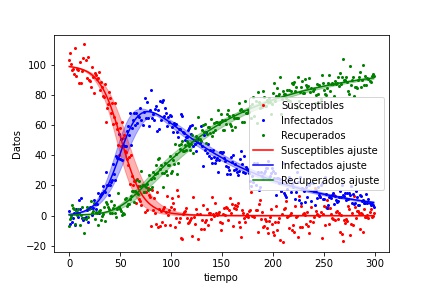 100
80
60
40
20
0
−20
Datos
Susceptibles
Infectados
Recuperados
Susceptibles ajuste
Infectados ajuste
Recuperados ajuste
0 50 100 150 200 250 300
tiempo